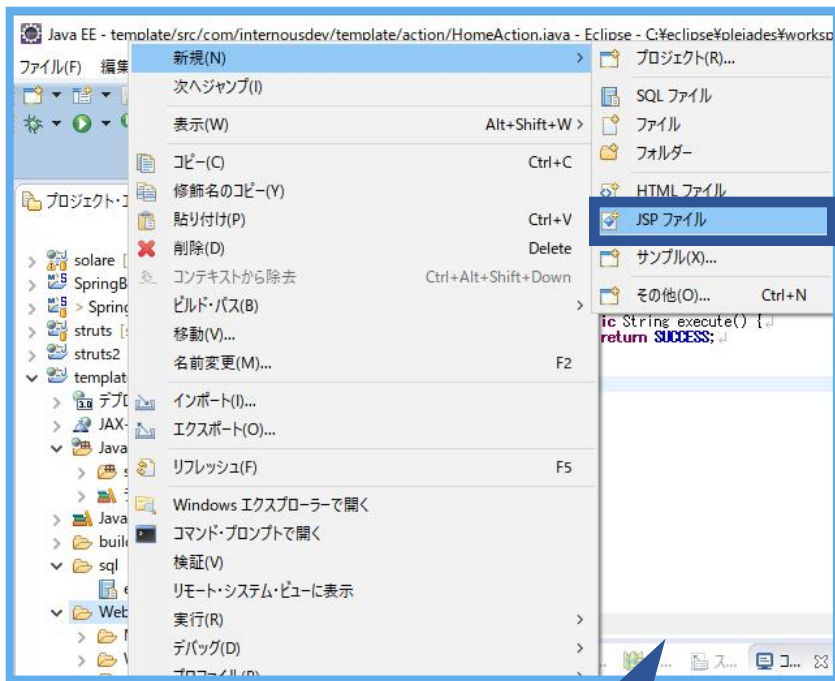 Java EE - template/src/com/internousdev/template/action/HomeAction.java - Eclipse - C:¥eclipse¥pleiades¥worksp
ファイル(F) 編集
新規(N) >
次へジャンプ(I)
表示(W) Alt+Shift+W >
コピー(C) Ctrl+C
修飾名のコピー(Y)
貼り付け(P) Ctrl+V
削除(D) Delete
コンテキストから除去 Ctrl+Alt+Shift+Down
ビルド・パス(B) >
移動(V)...
名前変更(M)... F2
インポート(I)...
エクスポート(O)...
リフレッシュ(F) F5
Windows エクスプローラーで開く
コマンド・プロンプトで開く
検証(V)
リモート・システム・ビューに表示
実行(R) >
デバッグ(D) >
プロファイル(P)
プロジェクト(R)...
SQL ファイル
ファイル
フォルダー
HTML ファイル
JSP ファイル
サンプル(X)...
その他(O)... Ctrl+N
ic String execute() {
return SUCCESS;
プロジェクト・
solare [
SpringB
> Spring
struts [
struts2
templat
デプ
JAX-
Java
Java
buil
sql
Web
ス...
コ...